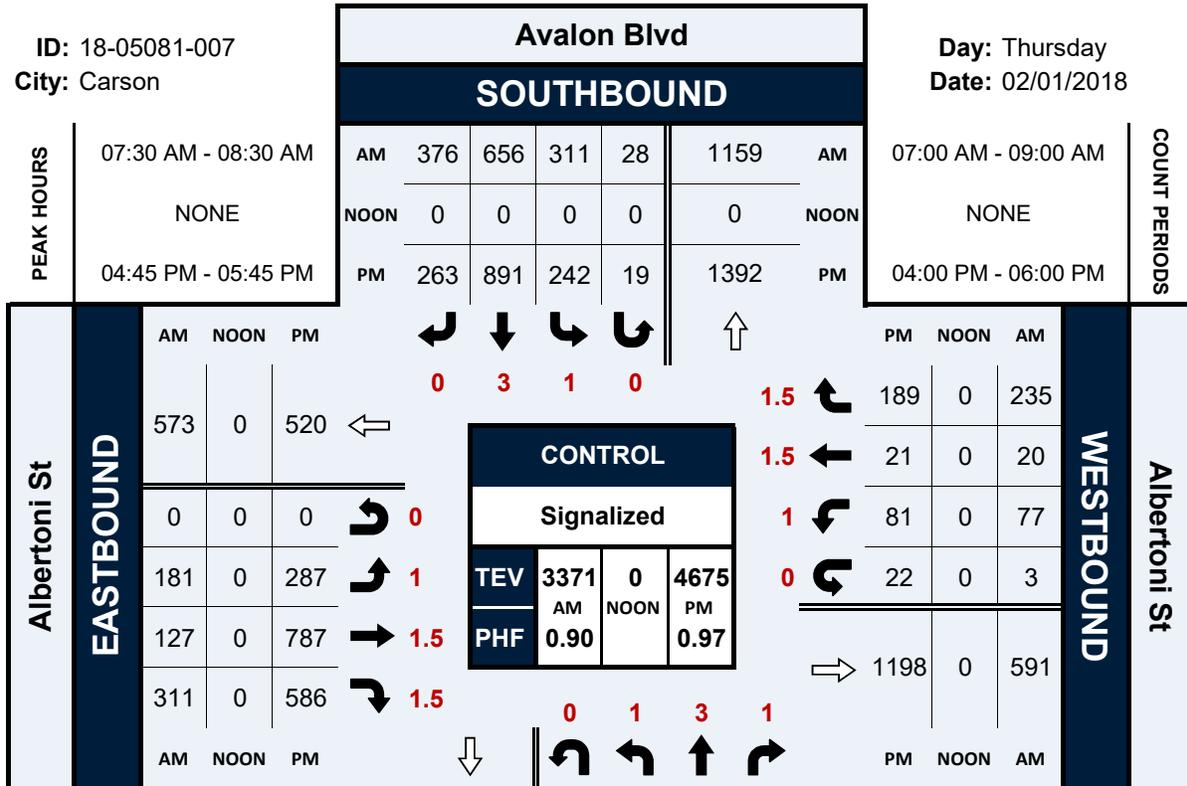 ID: 18-05081-007
City: Carson
Avalon Blvd
SOUTHBOUND
Day: Thursday
Date: 02/01/2018
PEAK HOURS
07:30 AM - 08:30 AM
NONE
04:45 PM - 05:45 PM
AM 376 656 311 28 1159 AM
NOON 0 0 0 0 0 NOON
PM 263 891 242 19 1392 PM
07:00 AM - 09:00 AM
NONE
04:00 PM - 06:00 PM
COUNT PERIODS
0 3 1 0
Albertoni St
EASTBOUND
AM NOON PM
573 0 520
0 0 0 0
181 0 287 1
127 0 787 1.5
311 0 586 1.5
AM NOON PM
CONTROL
Signalized
TEV 3371 0 4675
AM NOON PM
PHF 0.90 0.97
PM NOON AM
1.5 189 0 235
1.5 21 0 20
1 81 0 77
0 22 0 3
1198 0 591
PM NOON AM
WESTBOUND
Albertoni St
0 1 3 1